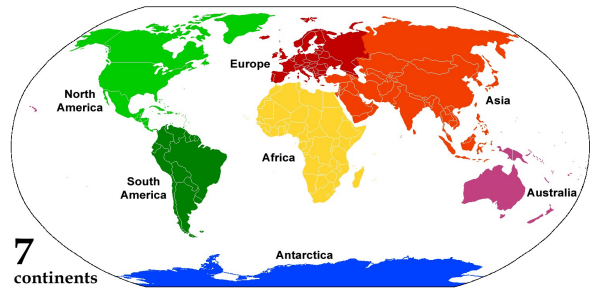 Europe
North
America
Asia
Africa
South
America
Australia
Antarctica
7
continents